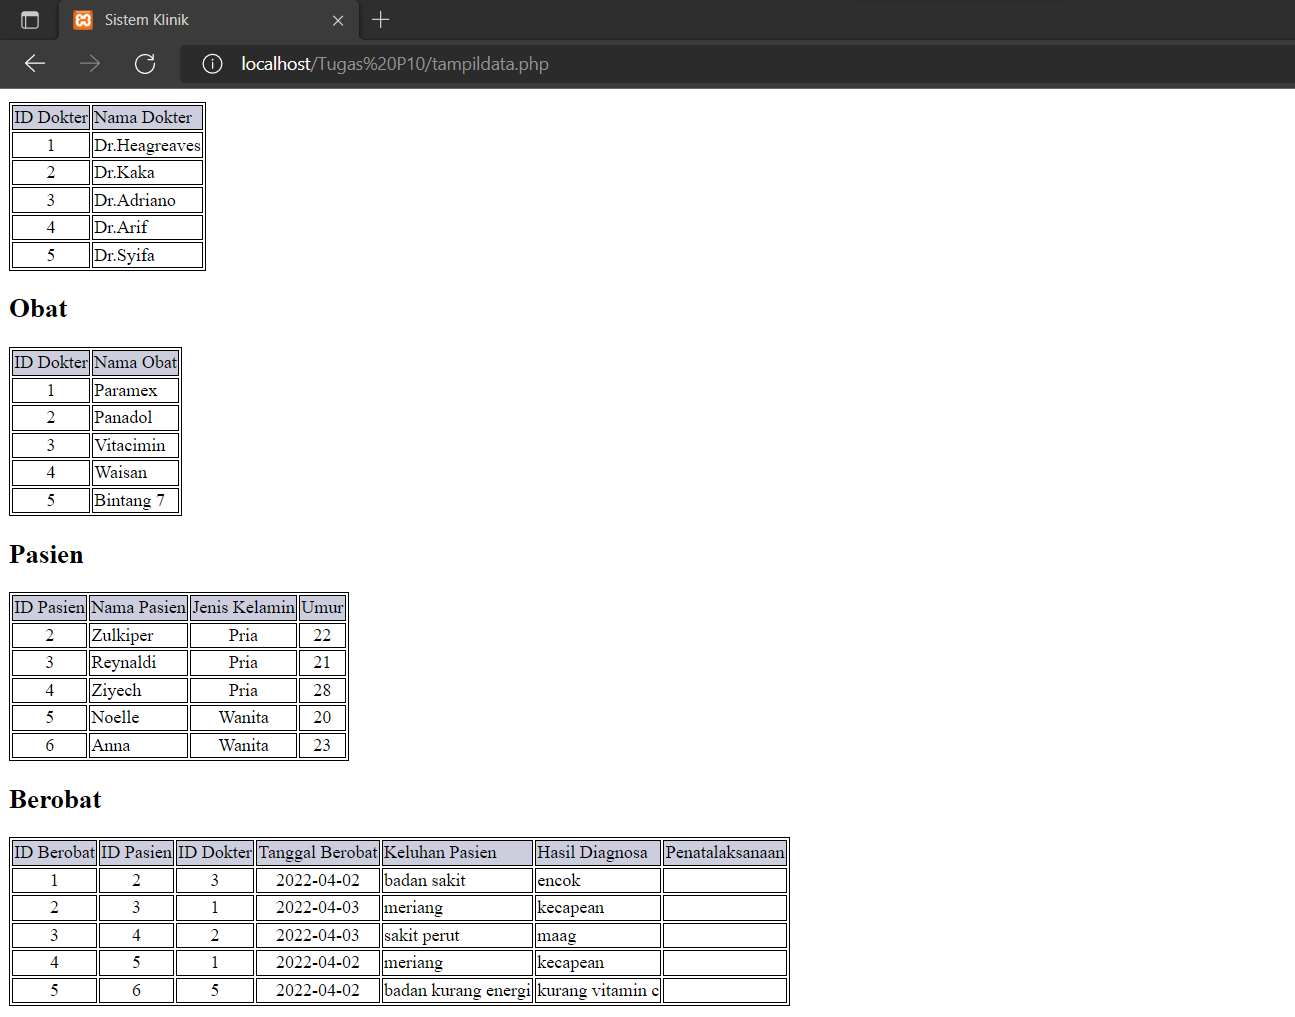 Sistem Klinik
localhost/Tugas%20P10/tampildata.php
ID Dokter Nama Dokter
1 Dr.Heagreaves
2 Dr.Kaka
3 Dr.Adriano
4 Dr.Arif
5 Dr.Syifa
Obat
ID Dokter Nama Obat
1 Paramex
2 Panadol
3 Vitacimin
4 Waisan
5 Bintang 7
Pasien
ID Pasien Nama Pasien Jenis Kelamin Umur
2 Zulkiper Pria 22
3 Reynaldi Pria 21
4 Ziyech Pria 28
5 Noelle Wanita 20
6 Anna Wanita 23
Berobat
ID Berobat ID Pasien ID Dokter Tanggal Berobat Keluhan Pasien Hasil Diagnosa Penatalaksanaan
1 2 3 2022-04-02 badan sakit encok
2 3 1 2022-04-03 meriang kecapean
3 4 2 2022-04-03 sakit perut maag
4 5 1 2022-04-02 meriang kecapean
5 6 5 2022-04-02 badan kurang energi kurang vitamin c